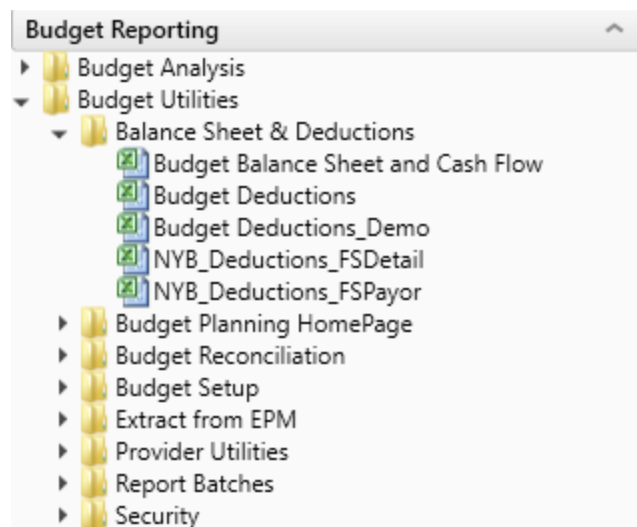 Budget Reporting
Budget Analysis
Budget Utilities
Balance Sheet & Deductions
Budget Balance Sheet and Cash Flow
Budget Deductions
Budget Deductions_Demo
NYB_Deductions_FSDetail
NYB_Deductions_FSPayor
Budget Planning HomePage
Budget Reconciliation
Budget Setup
Extract from EPM
Provider Utilities
Report Batches
Security